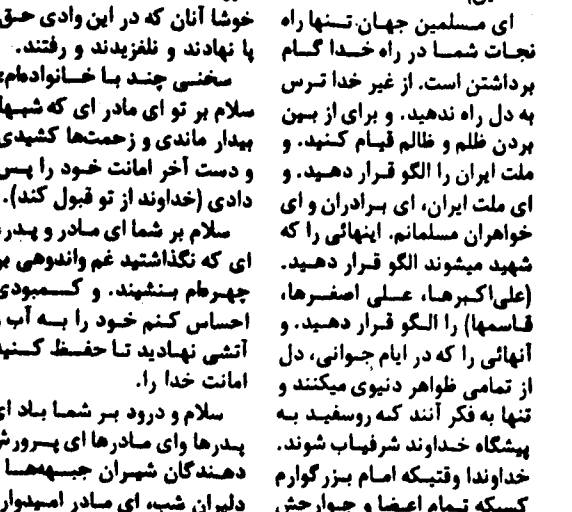 ای مسلمین جهان تنها راه
نجات شما در راه خدا گام
برداشتن است. از غیر خدا ترس
به دل راه ندهید. و برای از بین
بردن ظلم و ظالم قیام کنید. و
ملت ایران را الگو قرار دهید. و
ای ملت ایران، ای برادران و ای
خواهران مسلمانم. اینهائی را که
شهید میشوند الگو قرار دهید.
(علی‌اکبرها، علی اصغرها،
قاسمها) را الگو قرار دهید. و
آنهائی را که در ایام جوانی، دل
از تمامی ظواهر دنیوی میکنند و
تنها به فکر آنند که روسفید به
پیشگاه خداوند شرفیاب شوند.
خداوندا وقتیکه امام بزرگوارم
کسیکه تمام اعضا و جوارحش
خوشا آنان که در این وادی حق
پا نهادند و نلغزیدند و رفتند.
سخنی چند با خانواده‌ام:
سلام بر تو ای مادر ای که شبها
بیدار ماندی و زحمتها کشیدی
و دست آخر امانت خود را پس
دادی (خداوند از تو قبول کند).
سلام بر شما ای مادر و پدر
ای که نگذاشتید غم واندوهی بر
چهره‌ام بنشیند. و کمبودی
احساس کنم خود را به آب
آتشی نهادید تا حفظ کنید
امانت خدا را.
سلام و درود بر شما باد ای
پدرها وای مادرها ای پرورش
دهندگان شیران جبهه‌ها
دلیران شب، ای مادر امیدوار